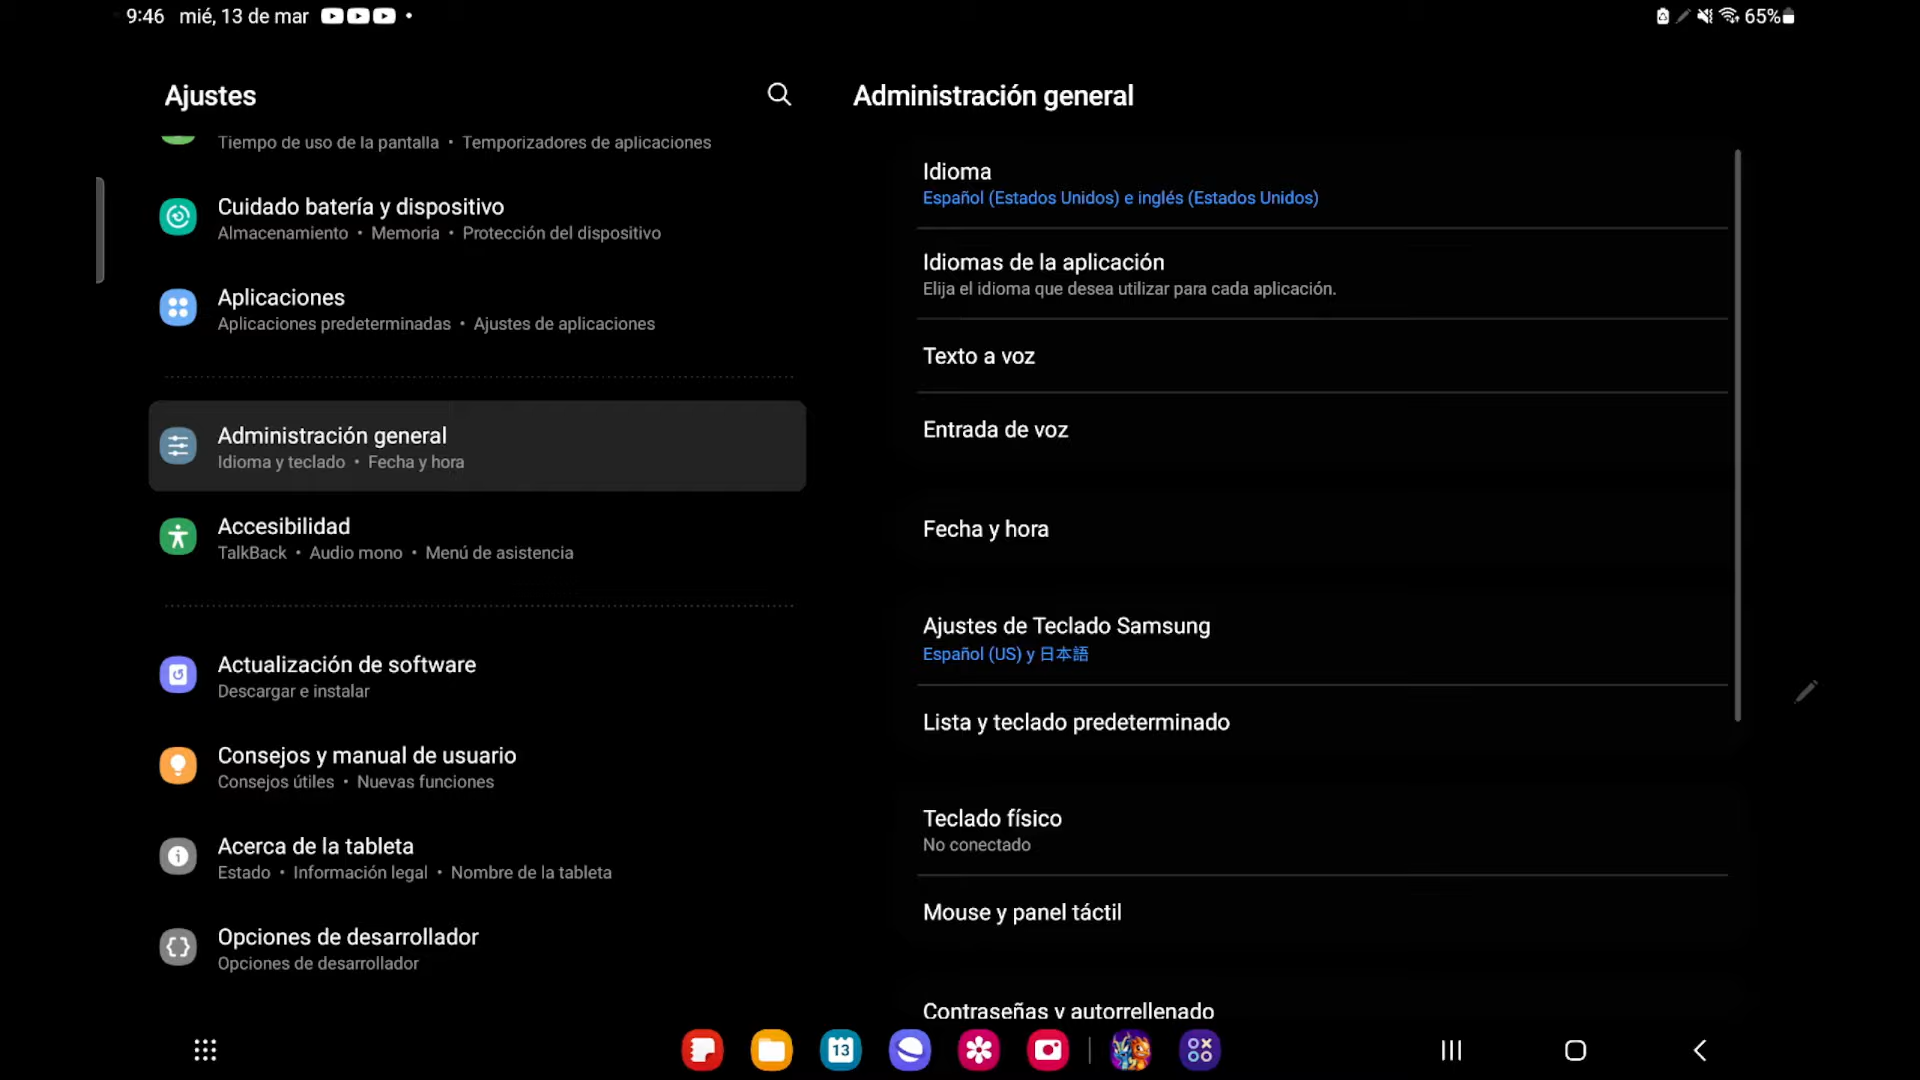 9:46 mié, 13 de mar
65%
Ajustes
Tiempo de uso de la pantalla • Temporizadores de aplicaciones
Cuidado batería y dispositivo
Almacenamiento • Memoria • Protección del dispositivo
Aplicaciones
Aplicaciones predeterminadas • Ajustes de aplicaciones
Administración general
Idioma y teclado • Fecha y hora
Accesibilidad
TalkBack • Audio mono • Menú de asistencia
Actualización de software
Descargar e instalar
Consejos y manual de usuario
Consejos útiles • Nuevas funciones
Acerca de la tableta
Estado • Información legal • Nombre de la tableta
Opciones de desarrollador
Opciones de desarrollador
Administración general
Idioma
Español (Estados Unidos) e inglés (Estados Unidos)
Idiomas de la aplicación
Elija el idioma que desea utilizar para cada aplicación.
Texto a voz
Entrada de voz
Fecha y hora
Ajustes de Teclado Samsung
Español (US) y 日本語
Lista y teclado predeterminado
Teclado físico
No conectado
Mouse y panel táctil
Contraseñas y autorrellenado
13